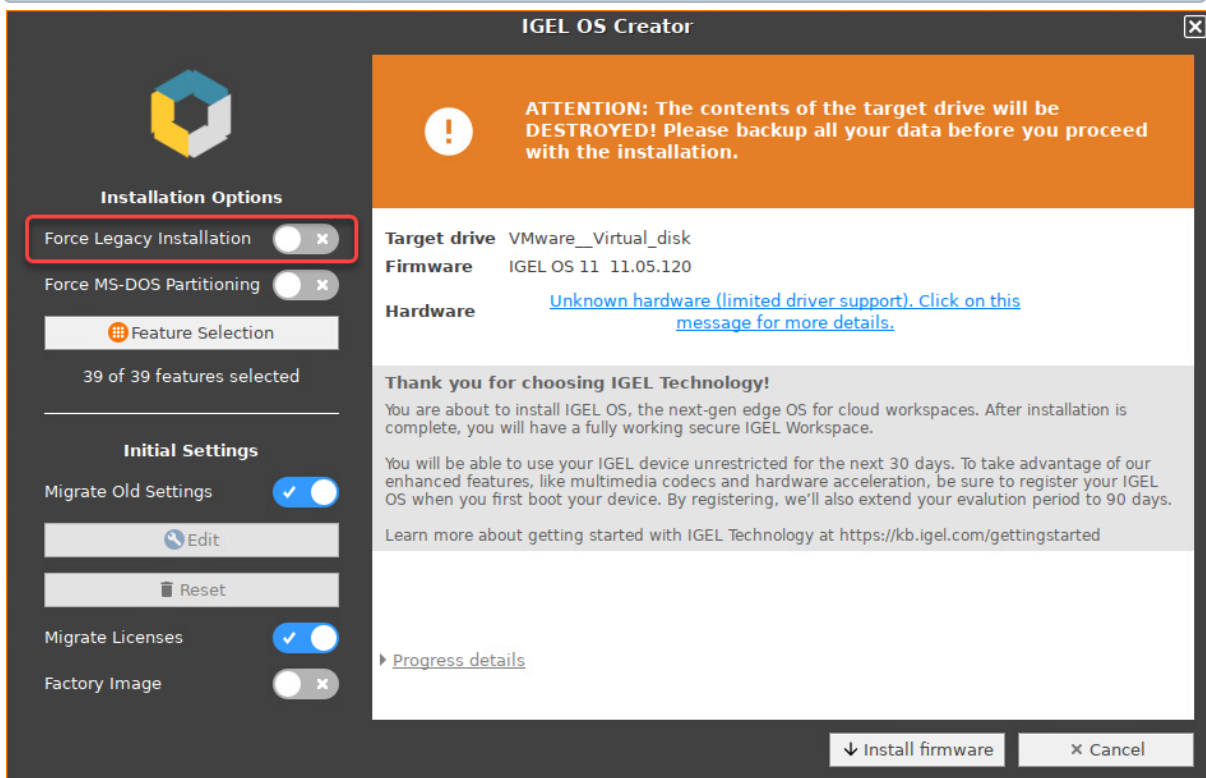 IGEL OS Creator
Installation Options
Force Legacy Installation
Force MS-DOS Partitioning
Feature Selection
39 of 39 features selected
Initial Settings
Migrate Old Settings
Edit
Reset
Migrate Licenses
Factory Image
ATTENTION: The contents of the target drive will be
DESTROYED! Please backup all your data before you proceed
with the installation.
Target drive VMware__Virtual_disk
Firmware IGEL OS 11 11.05.120
Hardware Unknown hardware (limited driver support). Click on this
message for more details.
Thank you for choosing IGEL Technology!
You are about to install IGEL OS, the next-gen edge OS for cloud workspaces. After installation is
complete, you will have a fully working secure IGEL Workspace.
You will be able to use your IGEL device unrestricted for the next 30 days. To take advantage of our
enhanced features, like multimedia codecs and hardware acceleration, be sure to register your IGEL
OS when you first boot your device. By registering, we'll also extend your evalution period to 90 days.
Learn more about getting started with IGEL Technology at https://kb.igel.com/gettingstarted
Progress details
Install firmware
Cancel